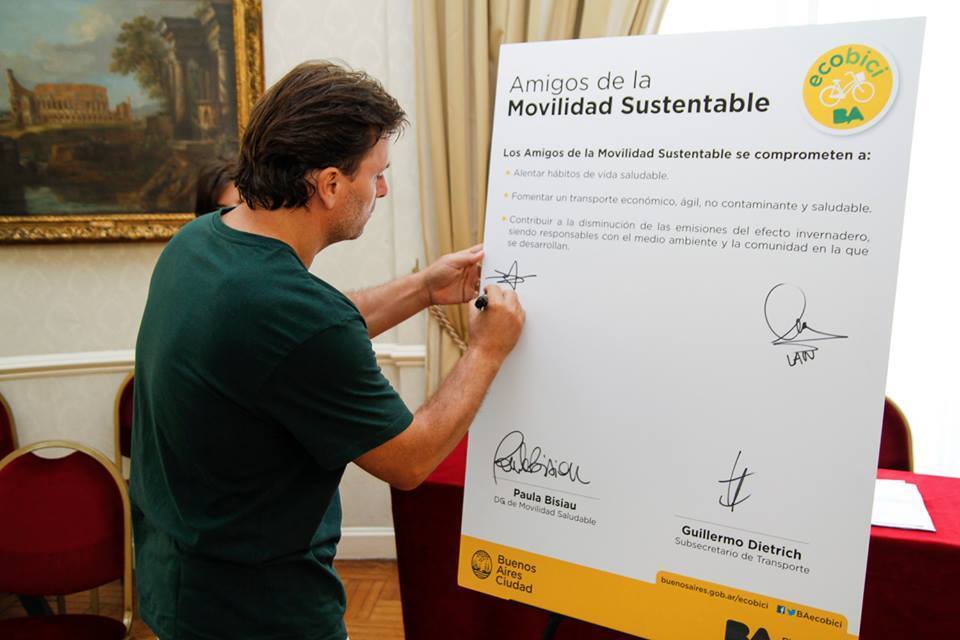 ecobici
BA
Amigos de la
Movilidad Sustentable
Los Amigos de la Movilidad Sustentable se comprometen a:
• Alentar hábitos de vida saludable.
• Fomentar un transporte económico, ágil, no contaminante y saludable.
• Contribuir a la disminución de las emisiones del efecto invernadero,
siendo responsables con el medio ambiente y la comunidad en la que
se desarrollan.
LAN
Paula Bisiau
DG de Movilidad Saludable
Guillermo Dietrich
Subsecretario de Transporte
Buenos
Aires
Ciudad
buenosaires.gob.ar/ecobici
BAecobici
BA